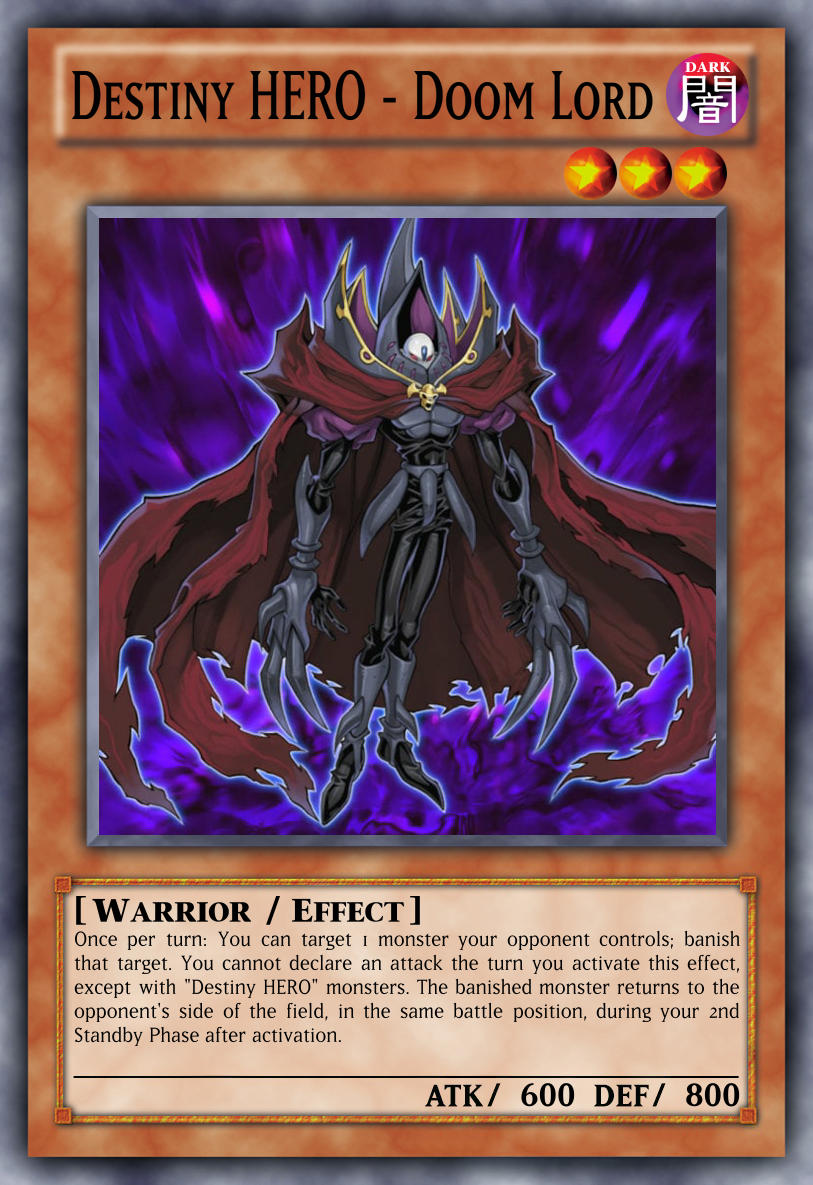 Destiny HERO - Doom Lord
DARK
闇
[ Warrior / Effect ]
Once per turn: You can target 1 monster your opponent controls; banish
that target. You cannot declare an attack the turn you activate this effect,
except with "Destiny HERO" monsters. The banished monster returns to the
opponent's side of the field, in the same battle position, during your 2nd
Standby Phase after activation.
ATK/ 600 DEF/ 800